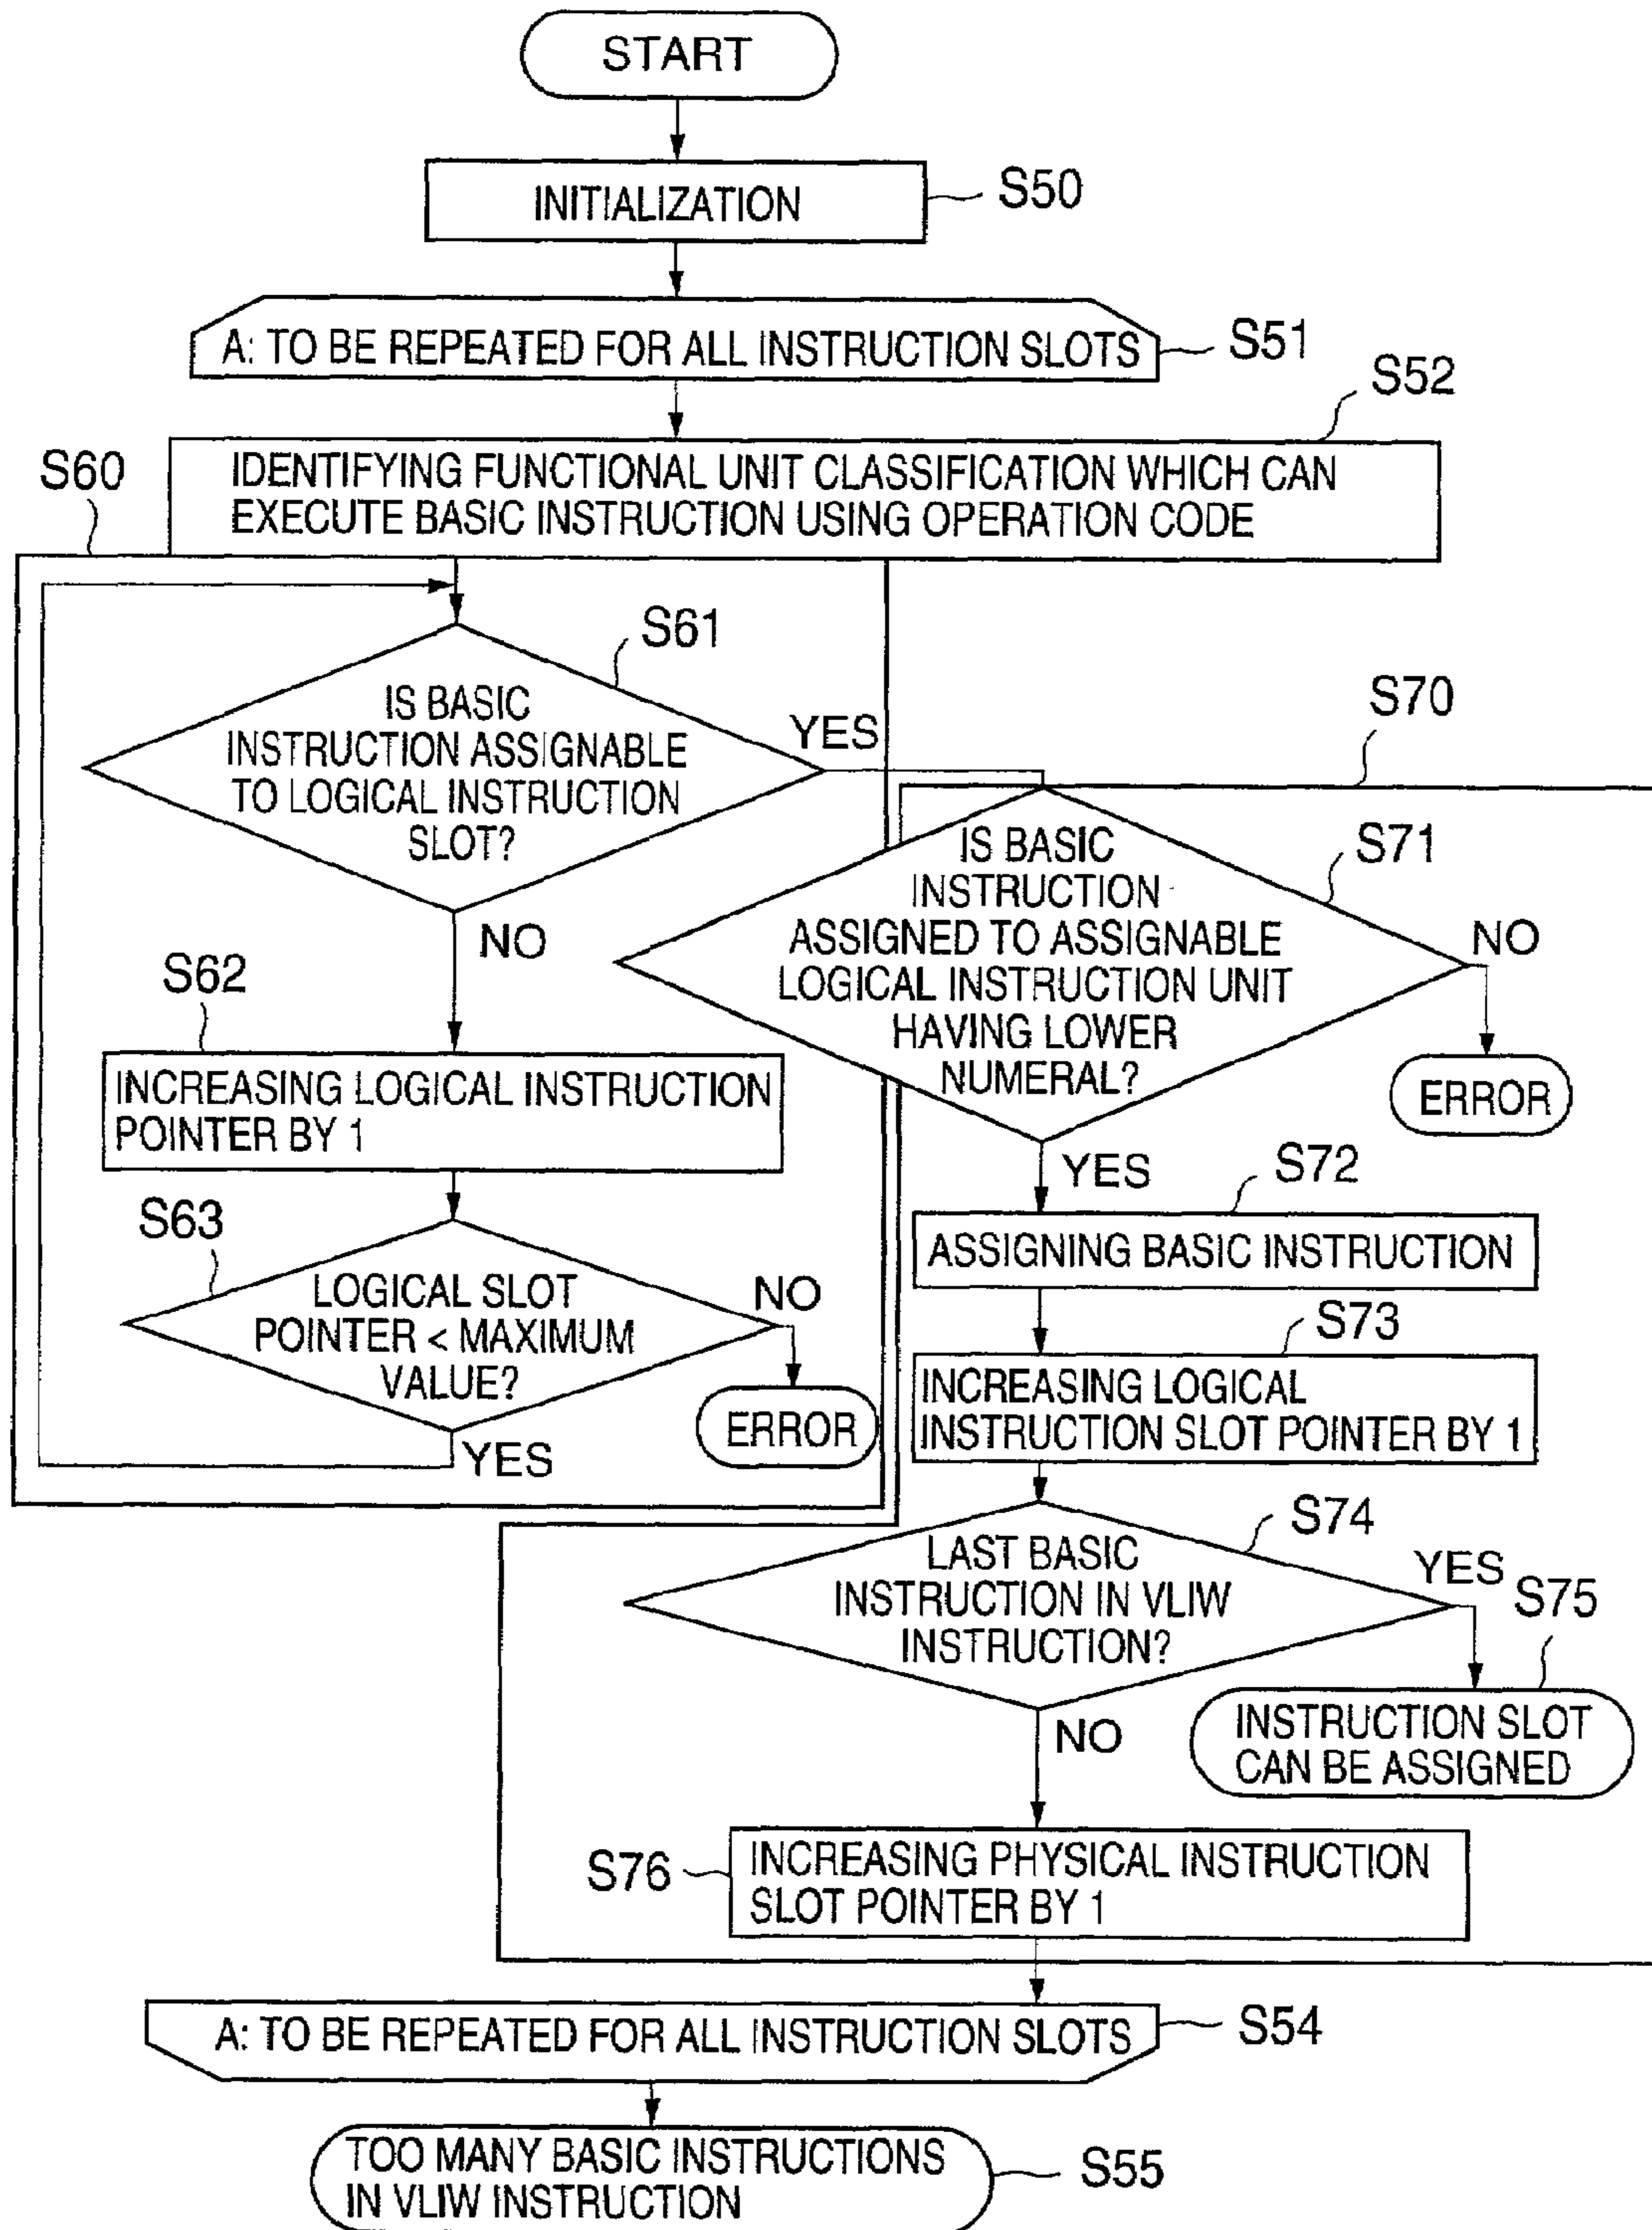 START
INITIALIZATION
S50
A: TO BE REPEATED FOR ALL INSTRUCTION SLOTS
S51
S52
IDENTIFYING FUNCTIONAL UNIT CLASSIFICATION WHICH CAN
EXECUTE BASIC INSTRUCTION USING OPERATION CODE
S60
S61
IS BASIC
INSTRUCTION ASSIGNABLE
TO LOGICAL INSTRUCTION
SLOT?
YES
NO
S62
INCREASING LOGICAL INSTRUCTION
POINTER BY 1
S63
LOGICAL SLOT
POINTER < MAXIMUM
VALUE?
NO
ERROR
YES
S70
S71
IS BASIC
INSTRUCTION
ASSIGNED TO ASSIGNABLE
LOGICAL INSTRUCTION UNIT
HAVING LOWER
NUMERAL?
NO
ERROR
YES
S72
ASSIGNING BASIC INSTRUCTION
S73
INCREASING LOGICAL
INSTRUCTION SLOT POINTER BY 1
S74
LAST BASIC
INSTRUCTION IN VLIW
INSTRUCTION?
YES
S75
INSTRUCTION SLOT
CAN BE ASSIGNED
NO
S76
INCREASING PHYSICAL INSTRUCTION
SLOT POINTER BY 1
A: TO BE REPEATED FOR ALL INSTRUCTION SLOTS
S54
TOO MANY BASIC INSTRUCTIONS
IN VLIW INSTRUCTION
S55